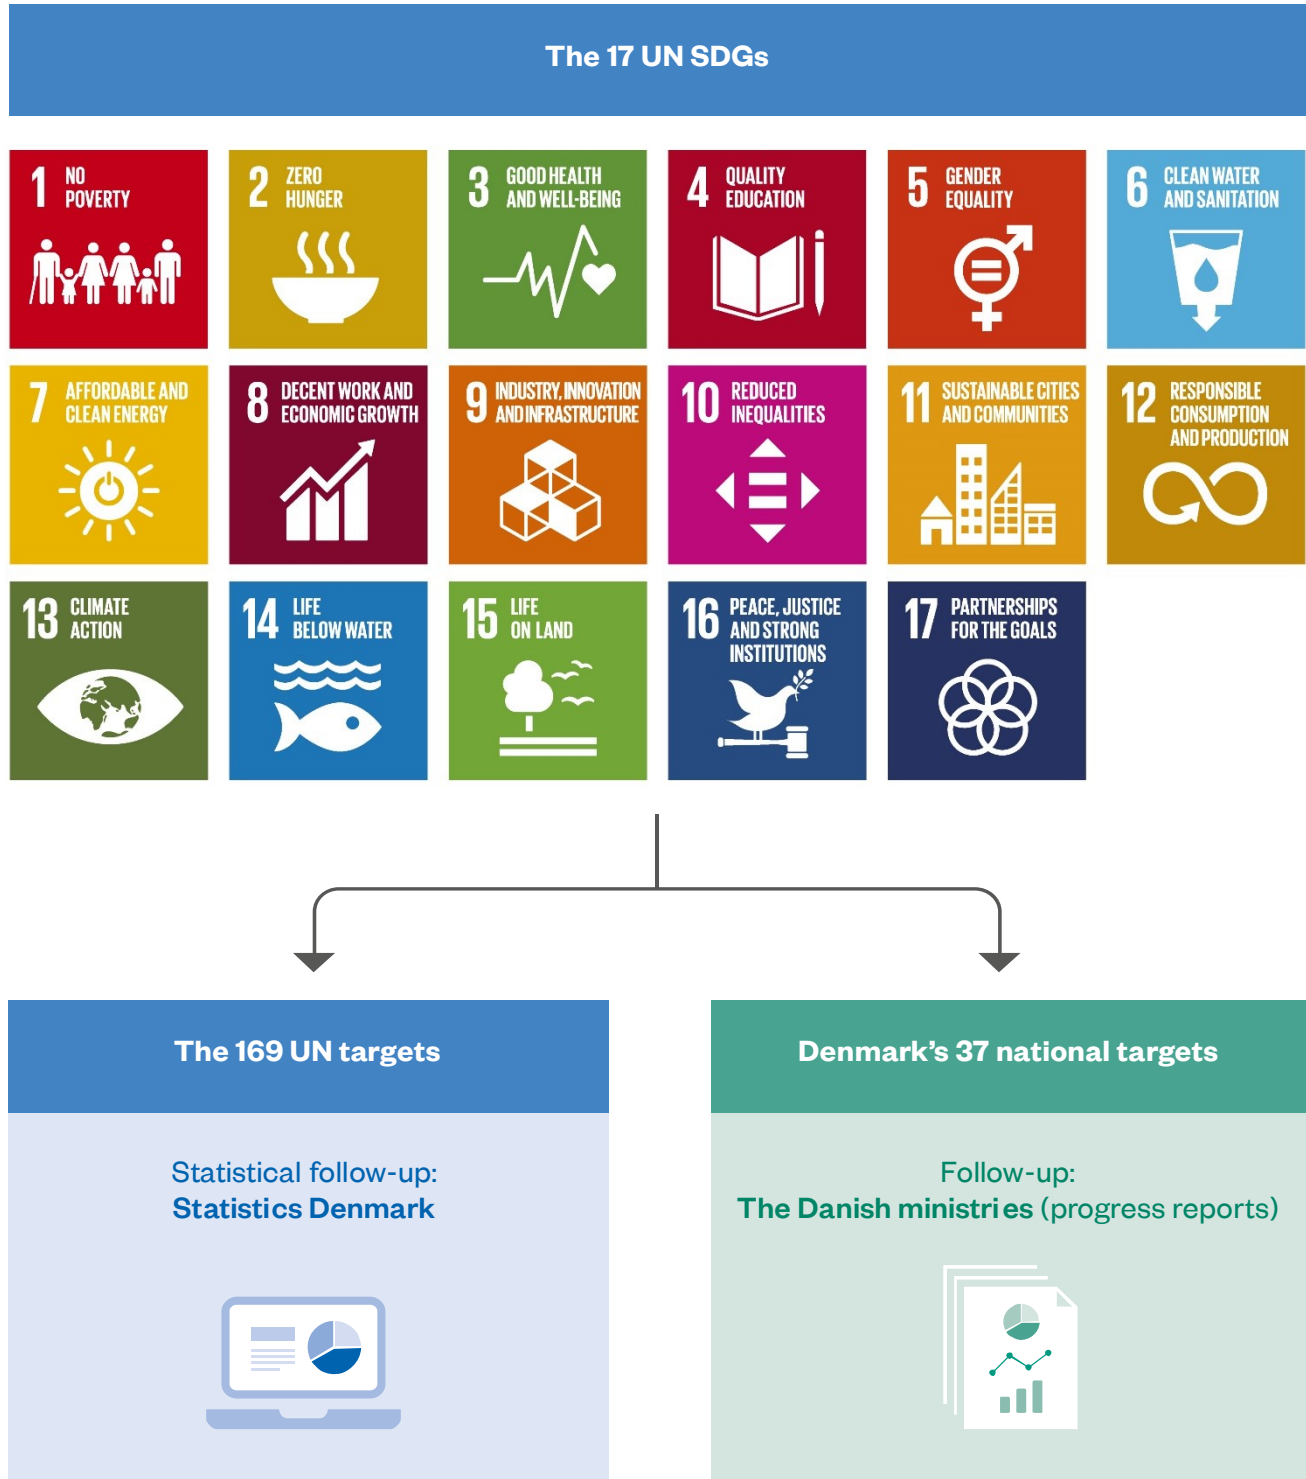 The 17 UN SDGs
1 NO
POVERTY
2 ZERO
HUNGER
3 GOOD HEALTH
AND WELL-BEING
4 QUALITY
EDUCATION
5 GENDER
EQUALITY
6 CLEAN WATER
AND SANITATION
7 AFFORDABLE AND
CLEAN ENERGY
8 DECENT WORK AND
ECONOMIC GROWTH
9 INDUSTRY, INNOVATION
AND INFRASTRUCTURE
10 REDUCED
INEQUALITIES
11 SUSTAINABLE CITIES
AND COMMUNITIES
12 RESPONSIBLE
CONSUMPTION
AND PRODUCTION
13 CLIMATE
ACTION
14 LIFE
BELOW WATER
15 LIFE
ON LAND
16 PEACE, JUSTICE
AND STRONG
INSTITUTIONS
17 PARTNERSHIPS
FOR THE GOALS
The 169 UN targets
Statistical follow-up:
Statistics Denmark
Denmark’s 37 national targets
Follow-up:
The Danish ministries (progress reports)